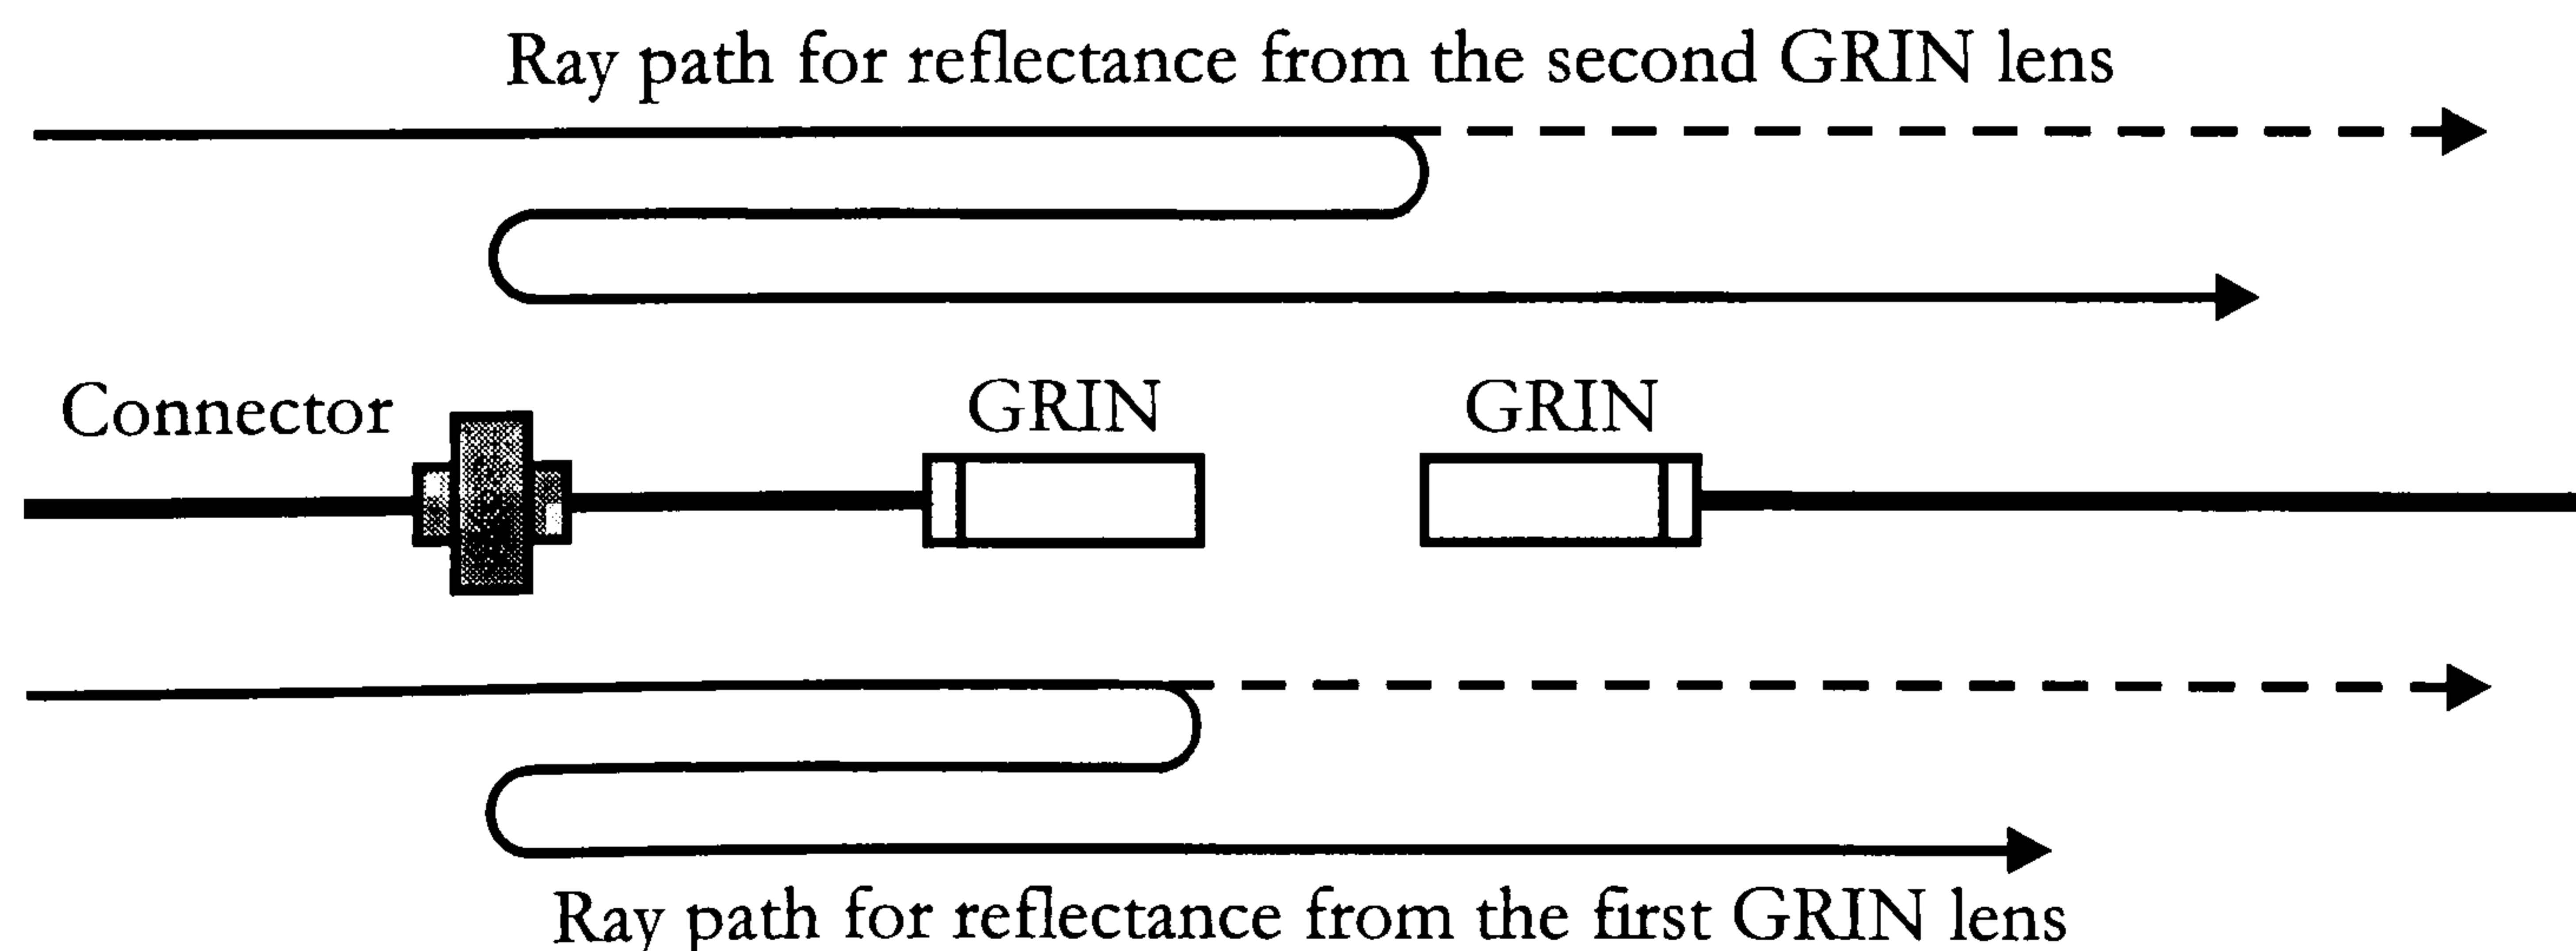 Ray path for reflectance from the second GRIN lens
Connector
GRIN
GRIN
Ray path for reflectance from the first GRIN lens